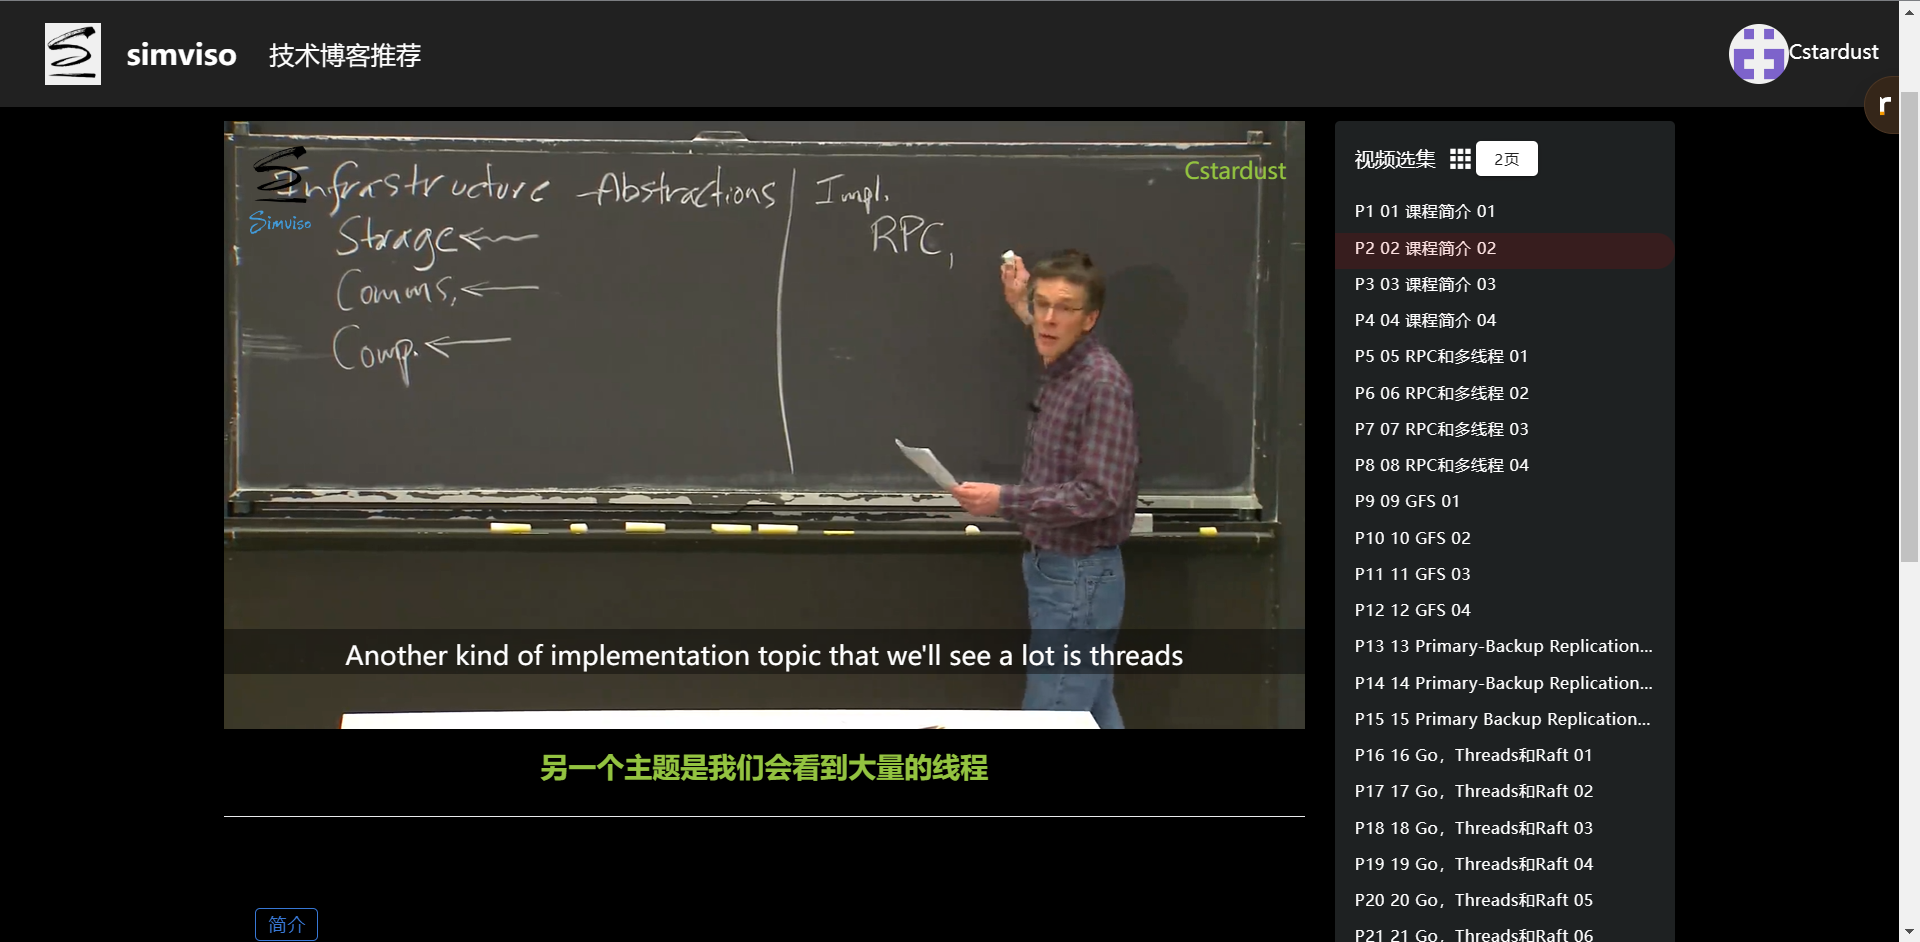 simviso 技术博客推荐
Cstardust
r
Infrastructure - Abstractions | Impl.
Cstardust
Simviso
Storage ←
RPC,
Comms. ←
Comp. ←
Another kind of implementation topic that we'll see a lot is threads
另一个主题是我们会看到大量的线程
简介
视频选集 2页
P1 01 课程简介 01
P2 02 课程简介 02
P3 03 课程简介 03
P4 04 课程简介 04
P5 05 RPC和多线程 01
P6 06 RPC和多线程 02
P7 07 RPC和多线程 03
P8 08 RPC和多线程 04
P9 09 GFS 01
P10 10 GFS 02
P11 11 GFS 03
P12 12 GFS 04
P13 13 Primary-Backup Replication...
P14 14 Primary-Backup Replication...
P15 15 Primary Backup Replication...
P16 16 Go，Threads和Raft 01
P17 17 Go，Threads和Raft 02
P18 18 Go，Threads和Raft 03
P19 19 Go，Threads和Raft 04
P20 20 Go，Threads和Raft 05
P21 21 Go，Threads和Raft 06